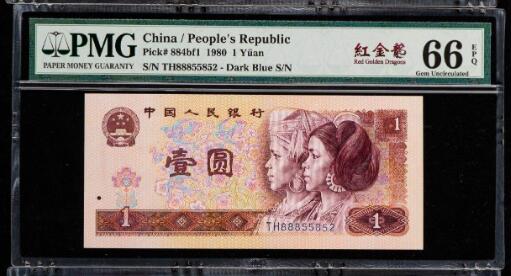 PMG
PAPER MONEY GUARANTY
China / People's Republic
Pick# 884bf1 1980 1 Yüan
S/N TH88855852 - Dark Blue S/N
紅金龍
Red Golden Dragons
66 EPQ
Gem Uncirculated
中国人民银行
1
壹圆
TH88855852
1
1